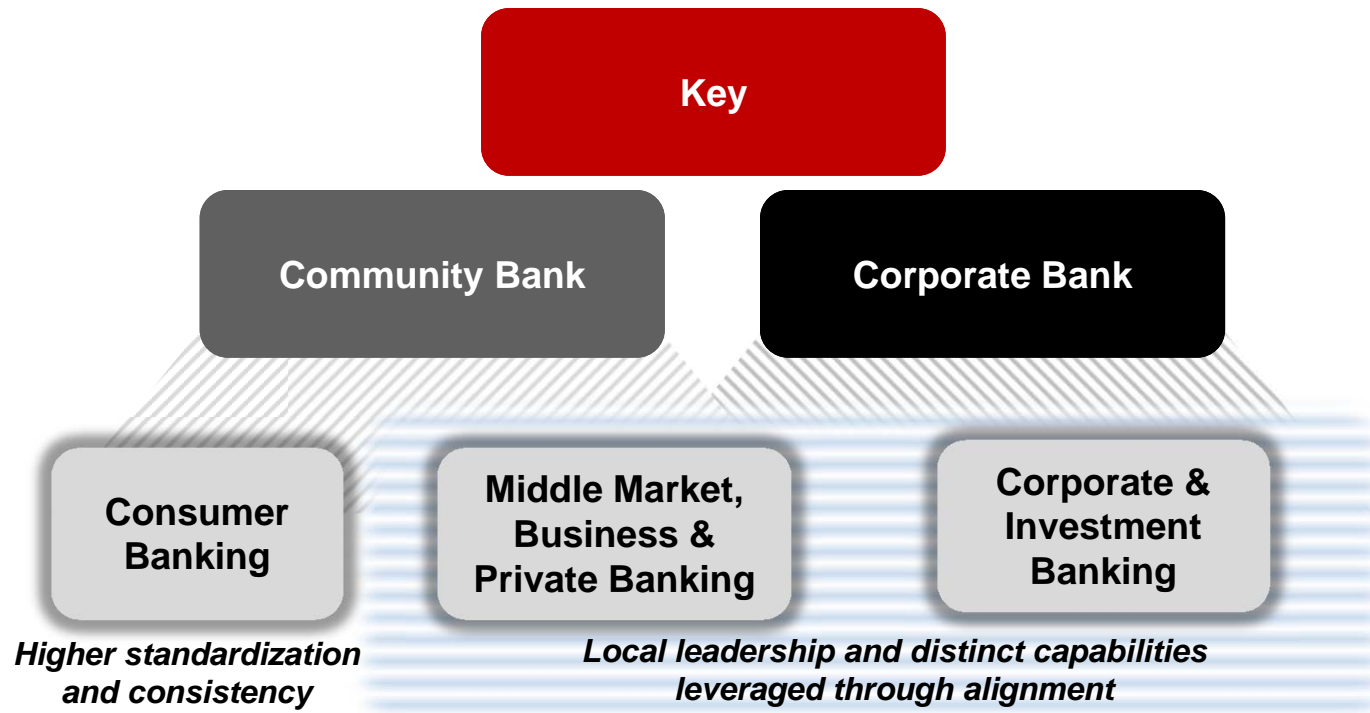 Key
Community Bank
Corporate Bank
Consumer
Banking
Middle Market,
Business &
Private Banking
Corporate &
Investment
Banking
Higher standardization
and consistency
Local leadership and distinct capabilities
leveraged through alignment